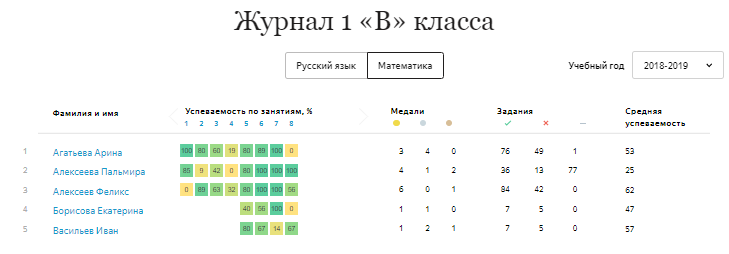 Журнал 1 «В» класса
Русский язык Математика Учебный год 2018-2019
Фамилия и имя Успеваемость по занятиям, % Медали Задания Средняя успеваемость
1 2 3 4 5 6 7 8
1 Агатьева Арина 100 80 60 19 80 89 100 0 3 4 0 76 49 1 53
2 Алексеева Пальмира 85 9 42 0 80 100 100 100 4 1 2 36 13 77 25
3 Алексеев Феликс 0 89 63 32 80 100 100 56 6 0 1 84 42 0 62
4 Борисова Екатерина 40 56 100 0 1 1 0 7 5 0 47
5 Васильев Иван 80 67 14 67 1 2 1 7 5 0 57